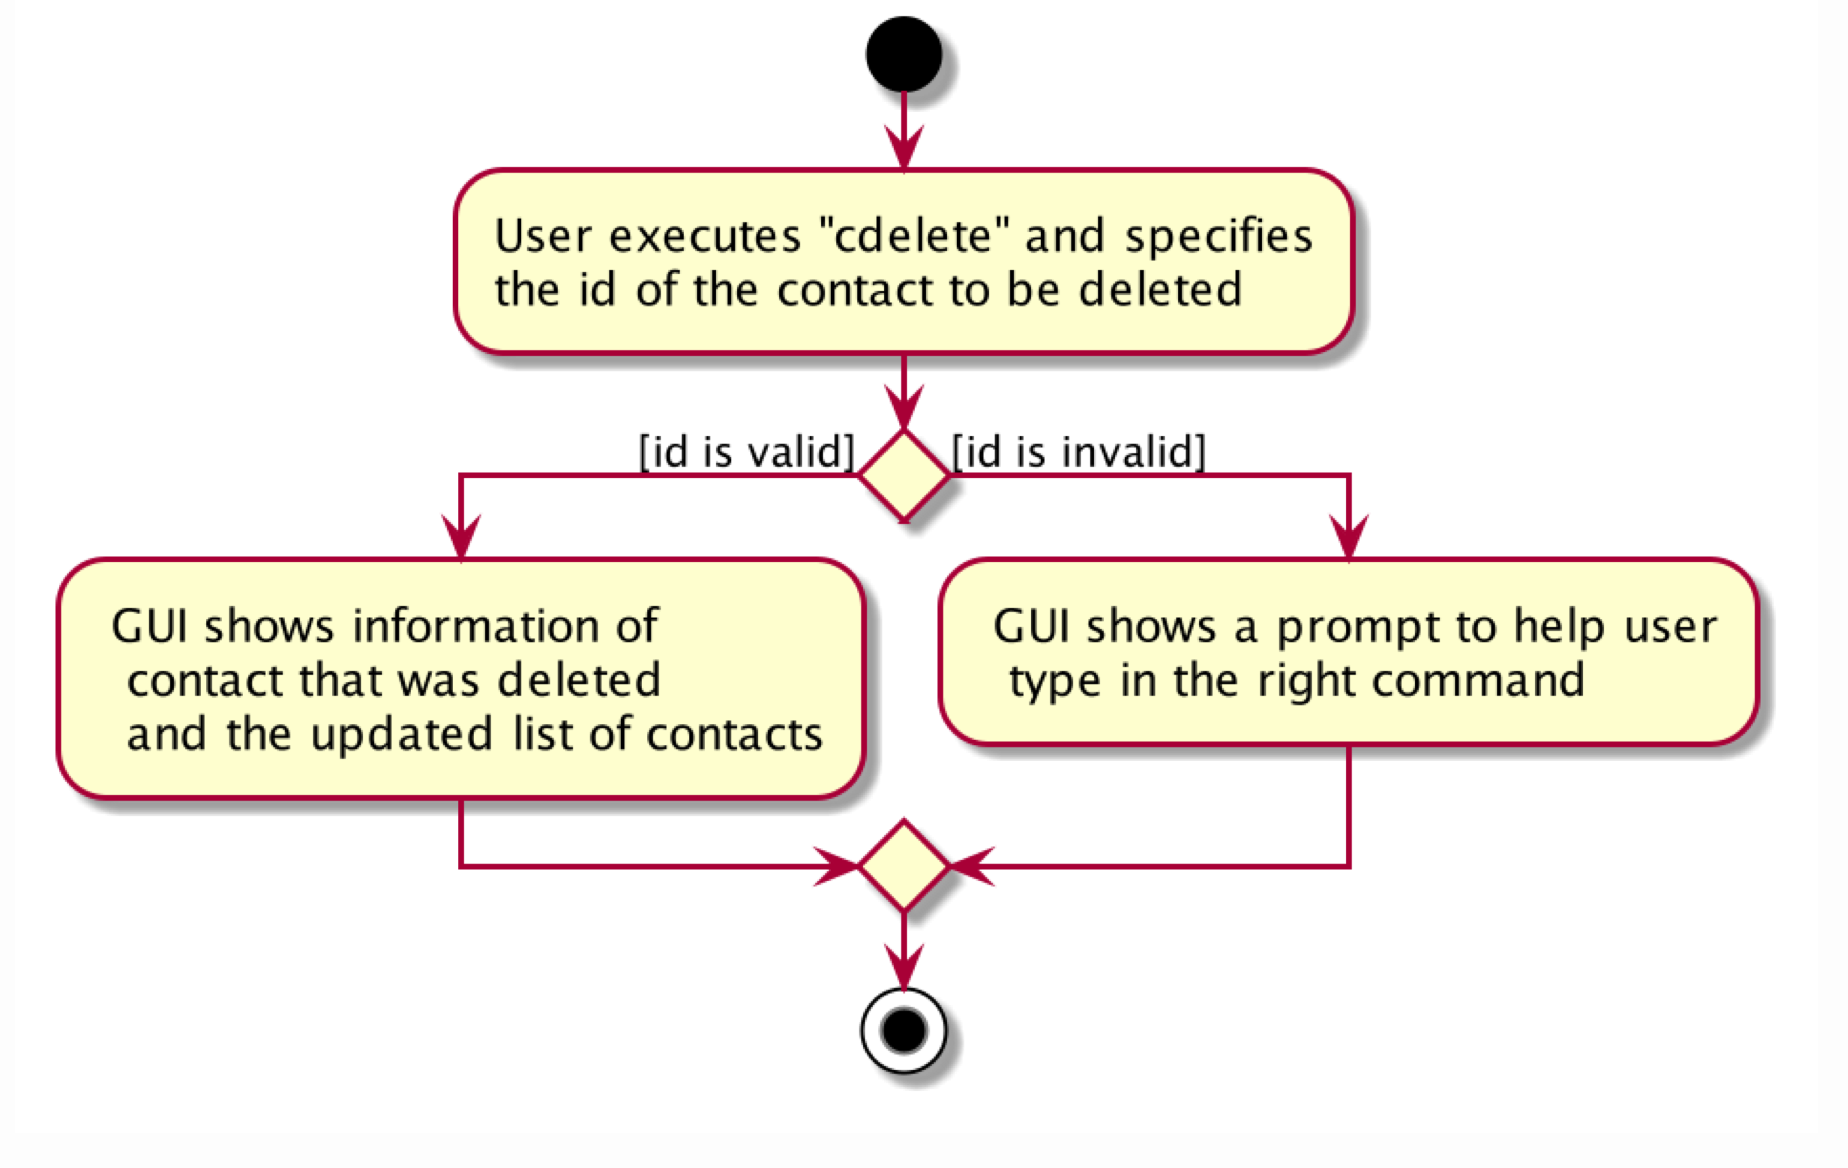 User executes "cdelete" and specifies
the id of the contact to be deleted
[id is valid]
[id is invalid]
GUI shows information of
contact that was deleted
and the updated list of contacts
GUI shows a prompt to help user
type in the right command